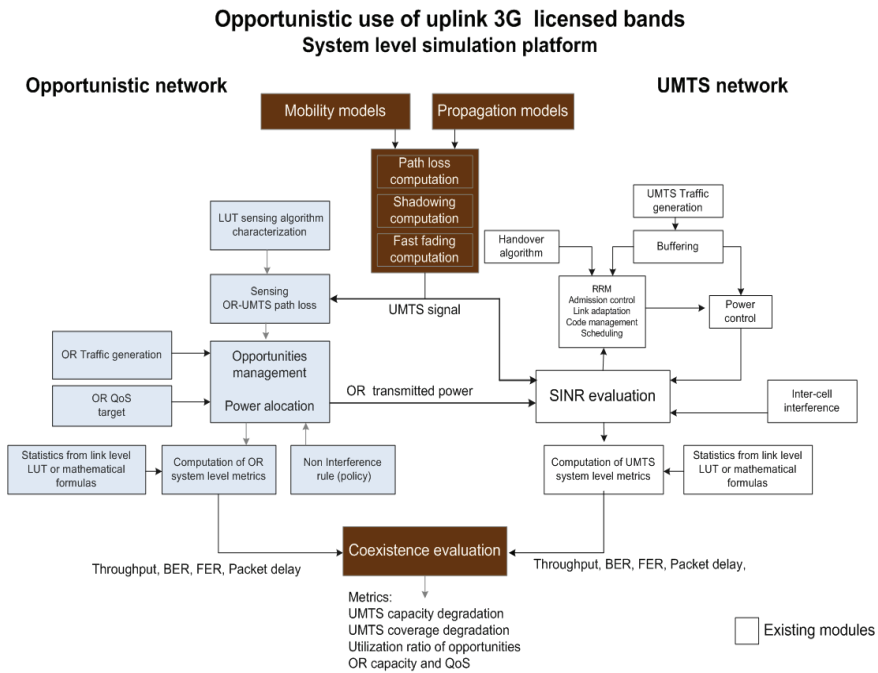 Opportunistic use of uplink 3G licensed bands
System level simulation platform
Opportunistic network
UMTS network
Mobility models
Propagation models
Path loss
computation
Shadowing
computation
Fast fading
computation
LUT sensing algorithm
characterization
Sensing
OR-UMTS path loss
UMTS signal
UMTS Traffic
generation
Buffering
Handover
algorithm
RRM
Admission control
Link adaptation
Code management
Scheduling
Power
control
OR Traffic generation
OR QoS
target
Opportunities
management
Power alocation
OR transmitted power
SINR evaluation
Inter-cell
interference
Statistics from link level
LUT or mathematical
formulas
Computation of OR
system level metrics
Non Interference
rule (policy)
Computation of UMTS
system level metrics
Statistics from link level
LUT or mathematical
formulas
Coexistence evaluation
Throughput, BER, FER, Packet delay
Throughput, BER, FER, Packet delay,
Metrics:
UMTS capacity degradation
UMTS coverage degradation
Utilization ratio of opportunities
OR capacity and QoS
Existing modules